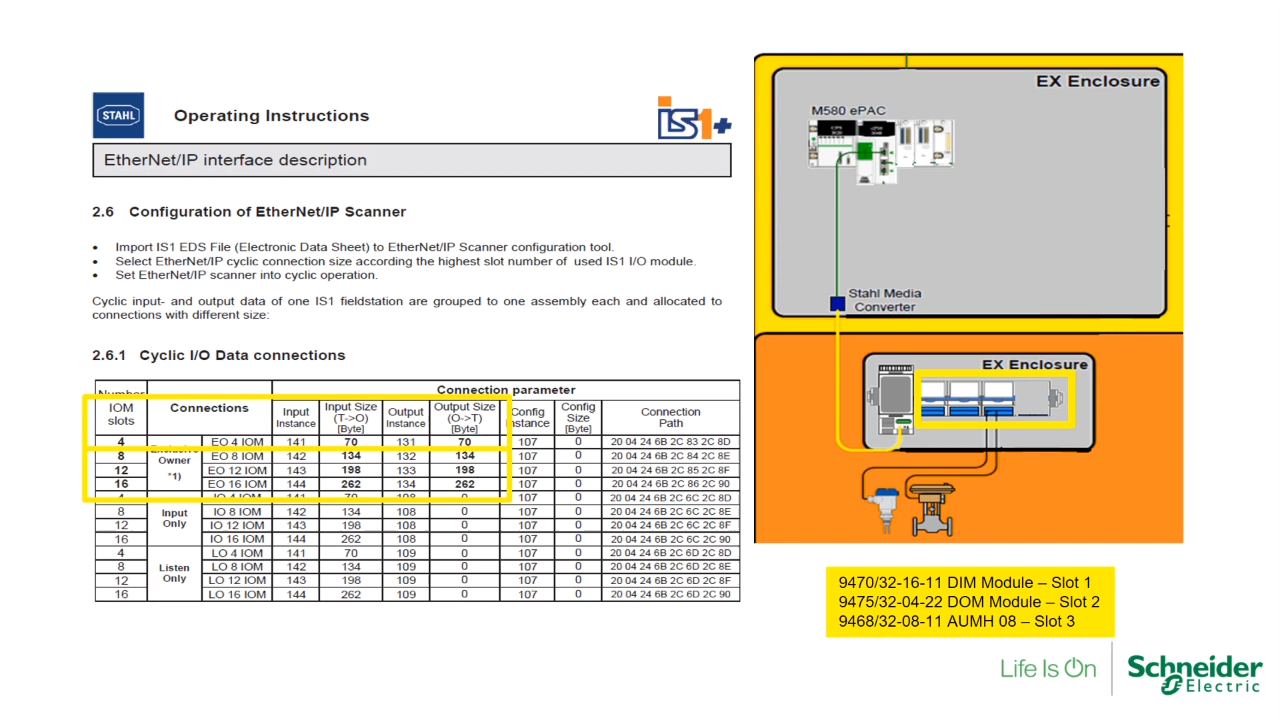 STAHL
Operating Instructions
is1+
EtherNet/IP interface description
2.6 Configuration of EtherNet/IP Scanner
• Import IS1 EDS File (Electronic Data Sheet) to EtherNet/IP Scanner configuration tool.
• Select EtherNet/IP cyclic connection size according the highest slot number of used IS1 I/O module.
• Set EtherNet/IP scanner into cyclic operation.
Cyclic input- and output data of one IS1 fieldstation are grouped to one assembly each and allocated to
connections with different size:
2.6.1 Cyclic I/O Data connections
Number IOM slots
Connections
Connection parameter
Input Instance
Input Size (T->O) [Byte]
Output Instance
Output Size (O->T) [Byte]
Config Instance
Config Size [Byte]
Connection Path
4 EO 4 IOM 141 70 131 70 107 0 20 04 24 6B 2C 83 2C 8D
8 Exclusive EO 8 IOM 142 134 132 134 107 0 20 04 24 6B 2C 84 2C 8E
12 Owner EO 12 IOM 143 198 133 198 107 0 20 04 24 6B 2C 85 2C 8F
16 *1) EO 16 IOM 144 262 134 262 107 0 20 04 24 6B 2C 86 2C 90
4 IO 4 IOM 141 70 108 0 107 0 20 04 24 6B 2C 6C 2C 8D
8 Input IO 8 IOM 142 134 108 0 107 0 20 04 24 6B 2C 6C 2C 8E
12 Only IO 12 IOM 143 198 108 0 107 0 20 04 24 6B 2C 6C 2C 8F
16 IO 16 IOM 144 262 108 0 107 0 20 04 24 6B 2C 6C 2C 90
4 LO 4 IOM 141 70 109 0 107 0 20 04 24 6B 2C 6D 2C 8D
8 Listen LO 8 IOM 142 134 109 0 107 0 20 04 24 6B 2C 6D 2C 8E
12 Only LO 12 IOM 143 198 109 0 107 0 20 04 24 6B 2C 6D 2C 8F
16 LO 16 IOM 144 262 109 0 107 0 20 04 24 6B 2C 6D 2C 90
EX Enclosure
M580 ePAC
Stahl Media
Converter
EX Enclosure
9470/32-16-11 DIM Module – Slot 1
9475/32-04-22 DOM Module – Slot 2
9468/32-08-11 AUMH 08 – Slot 3
Life Is On
Schneider
Electric